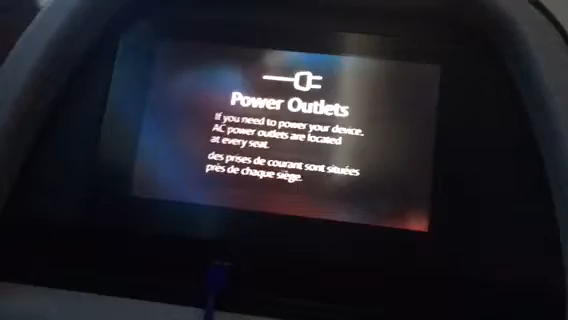 Power Outlets
If you need to power your device.
AC power outlets are located
at every seat.
des prises de courant sont situées
près de chaque siège.